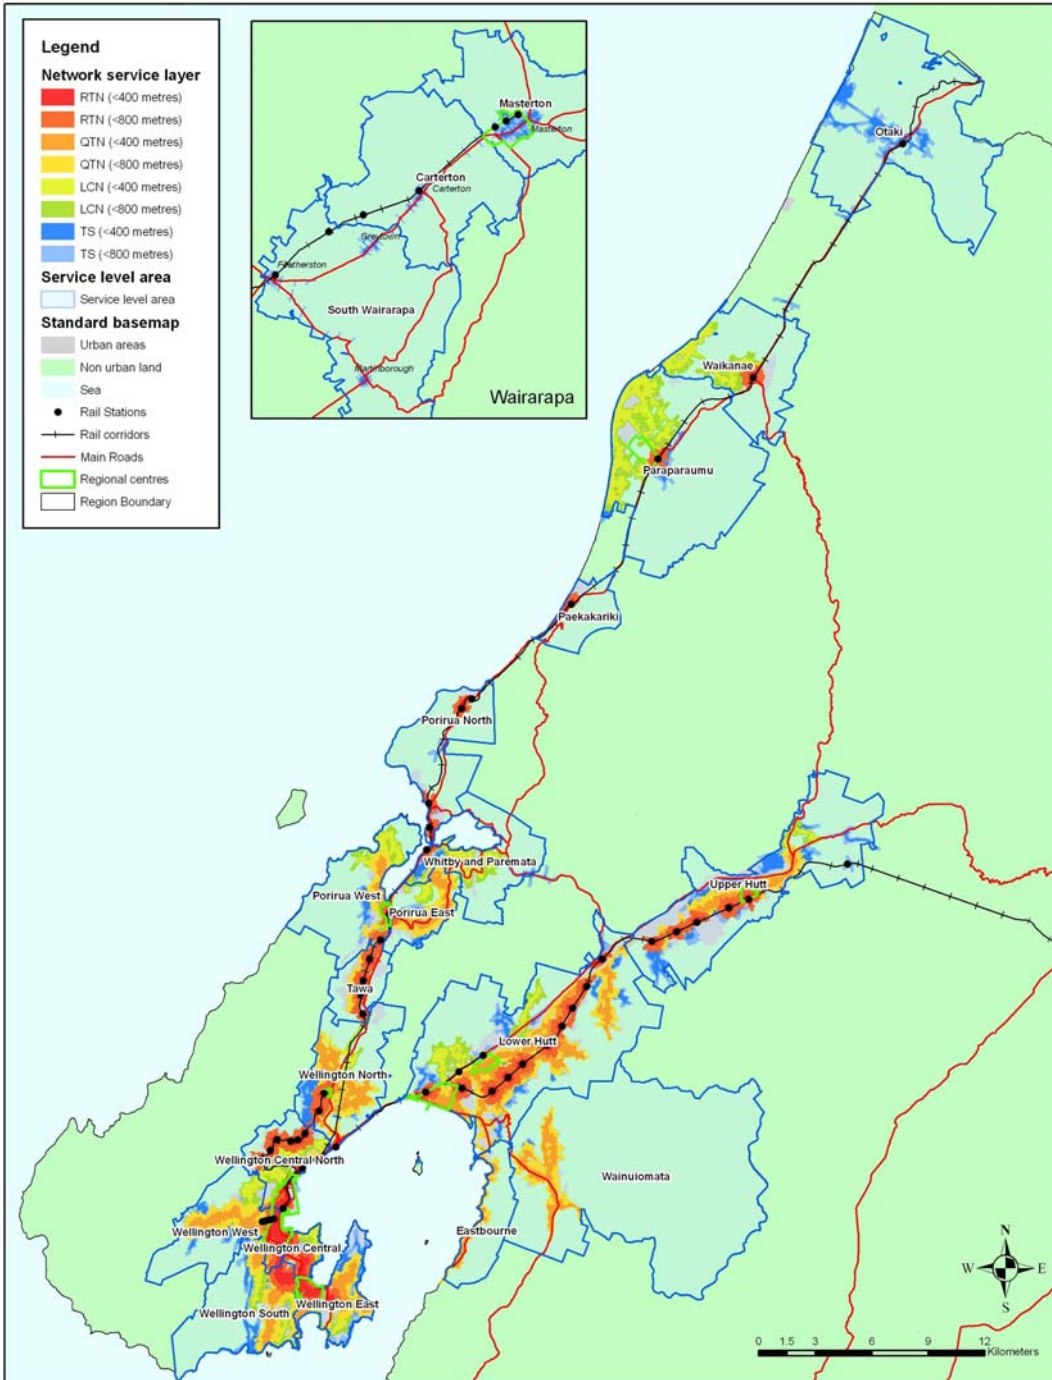 Legend
Network service layer
RTN (<400 metres)
RTN (<800 metres)
QTN (<400 metres)
QTN (<800 metres)
LCN (<400 metres)
LCN (<800 metres)
TS (<400 metres)
TS (<800 metres)
Service level area
Service level area
Standard basemap
Urban areas
Non urban land
Sea
Rail Stations
Rail corridors
Main Roads
Regional centres
Region Boundary
Masterton
Masterton
Carterton
Carterton
Greytown
Featherston
South Wairarapa
Martinborough
Wairarapa
Otaki
Waikanae
Paraparaumu
Paekakariki
Porirua North
Whitby and Paremata
Porirua West
Porirua East
Upper Hutt
Tawa
Lower Hutt
Wellington North
Wellington Central North
Wainuiomata
Wellington West
Eastbourne
Wellington Central
Wellington East
Wellington South
N
W E
S
0 1.5 3 6 9 12
Kilometers